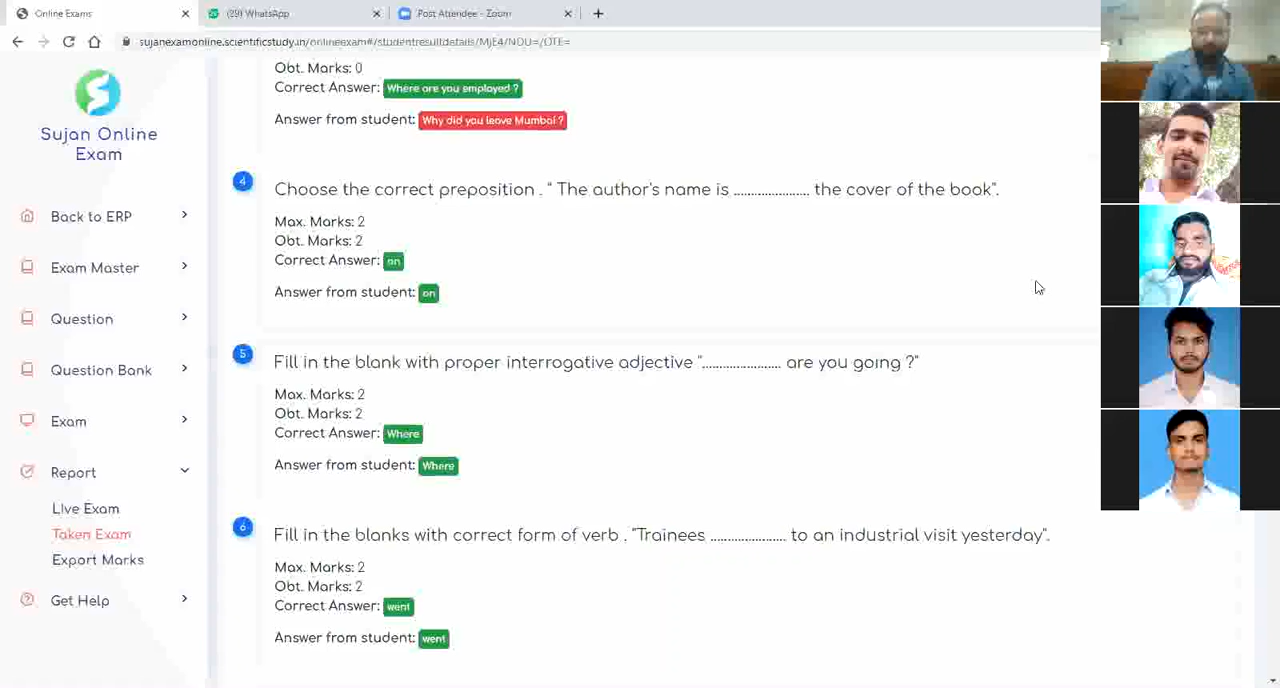 Online Exams
(29) WhatsApp
Post Attendee - Zoom
sujanexamonline.scientificstudy.in/onlineexam#/studentresultdetails/MjE4/NDU=/OTE=
Sujan Online
Exam
Back to ERP
Exam Master
Question
Question Bank
Exam
Report
Live Exam
Taken Exam
Export Marks
Get Help
Obt. Marks: 0
Correct Answer: Where are you employed ?
Answer from student: Why did you leave Mumbai ?
4 Choose the correct preposition . " The author's name is ...................... the cover of the book".
Max. Marks: 2
Obt. Marks: 2
Correct Answer: on
Answer from student: on
5 Fill in the blank with proper interrogative adjective "....................... are you going ?"
Max. Marks: 2
Obt. Marks: 2
Correct Answer: Where
Answer from student: Where
6 Fill in the blanks with correct form of verb . "Trainees ...................... to an industrial visit yesterday".
Max. Marks: 2
Obt. Marks: 2
Correct Answer: went
Answer from student: went